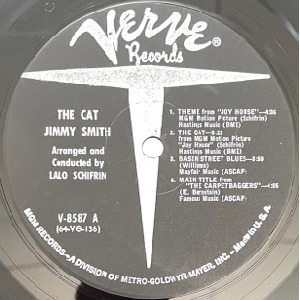 Verve®
Records
THE CAT
JIMMY SMITH
Arranged and
Conducted by
LALO SCHIFRIN
V-8587 A
(64-VG-156)
1. THEME from "JOY HOUSE"—4:36
MGM Motion Picture (Schifrin)
Hastings Music (BMI)
2. THE CAT—3:21
from MGM Motion Picture
"Joy House" (Schifrin)
Hastings Music (BMI)
3. BASIN STREET BLUES—3:59
(Williams)
Mayfair Music (ASCAP)
4. MAIN TITLE from
"THE CARPETBAGGERS"—4:05
(E. Bernstein)
Famous Music (ASCAP)
MGM RECORDS—A DIVISION OF METRO-GOLDWYN-MAYER, INC.—Made in U.S.A.